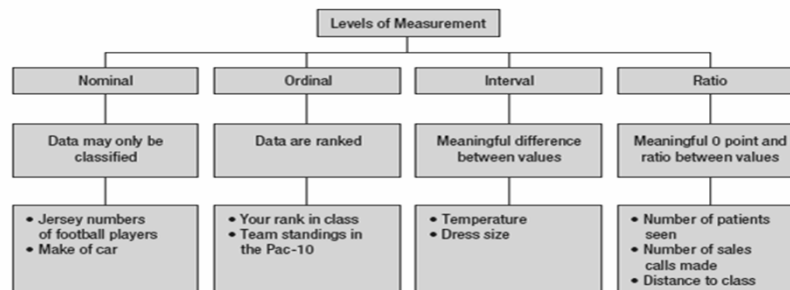 Levels of Measurement
Nominal
Ordinal
Interval
Ratio
Data may only be
classified
Data are ranked
Meaningful difference
between values
Meaningful 0 point and
ratio between values
• Jersey numbers
of football players
• Make of car
• Your rank in class
• Team standings in
the Pac-10
• Temperature
• Dress size
• Number of patients
seen
• Number of sales
calls made
• Distance to class